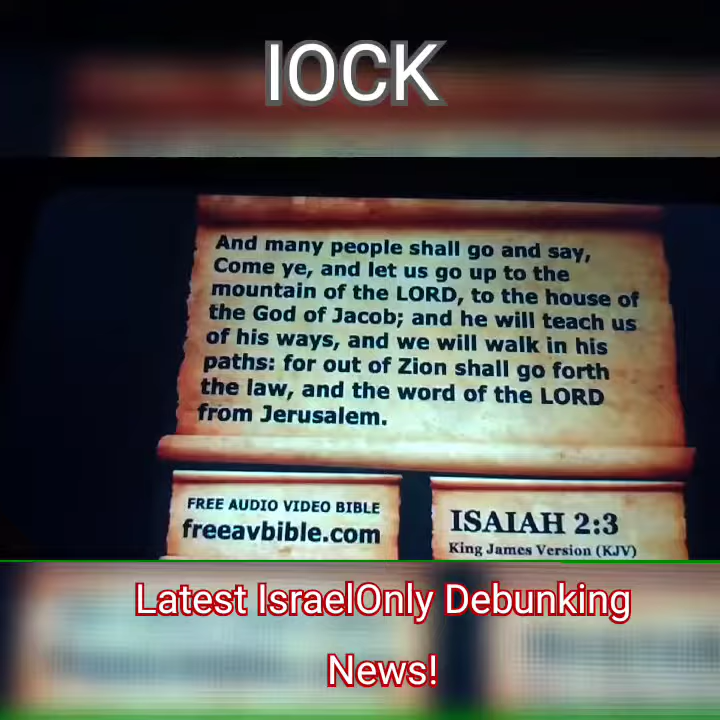 IOCK
And many people shall go and say,
Come ye, and let us go up to the
mountain of the LORD, to the house of
the God of Jacob; and he will teach us
of his ways, and we will walk in his
paths: for out of Zion shall go forth
the law, and the word of the LORD
from Jerusalem.
FREE AUDIO VIDEO BIBLE
freeavbible.com
ISAIAH 2:3
King James Version (KJV)
Latest IsraelOnly Debunking
News!